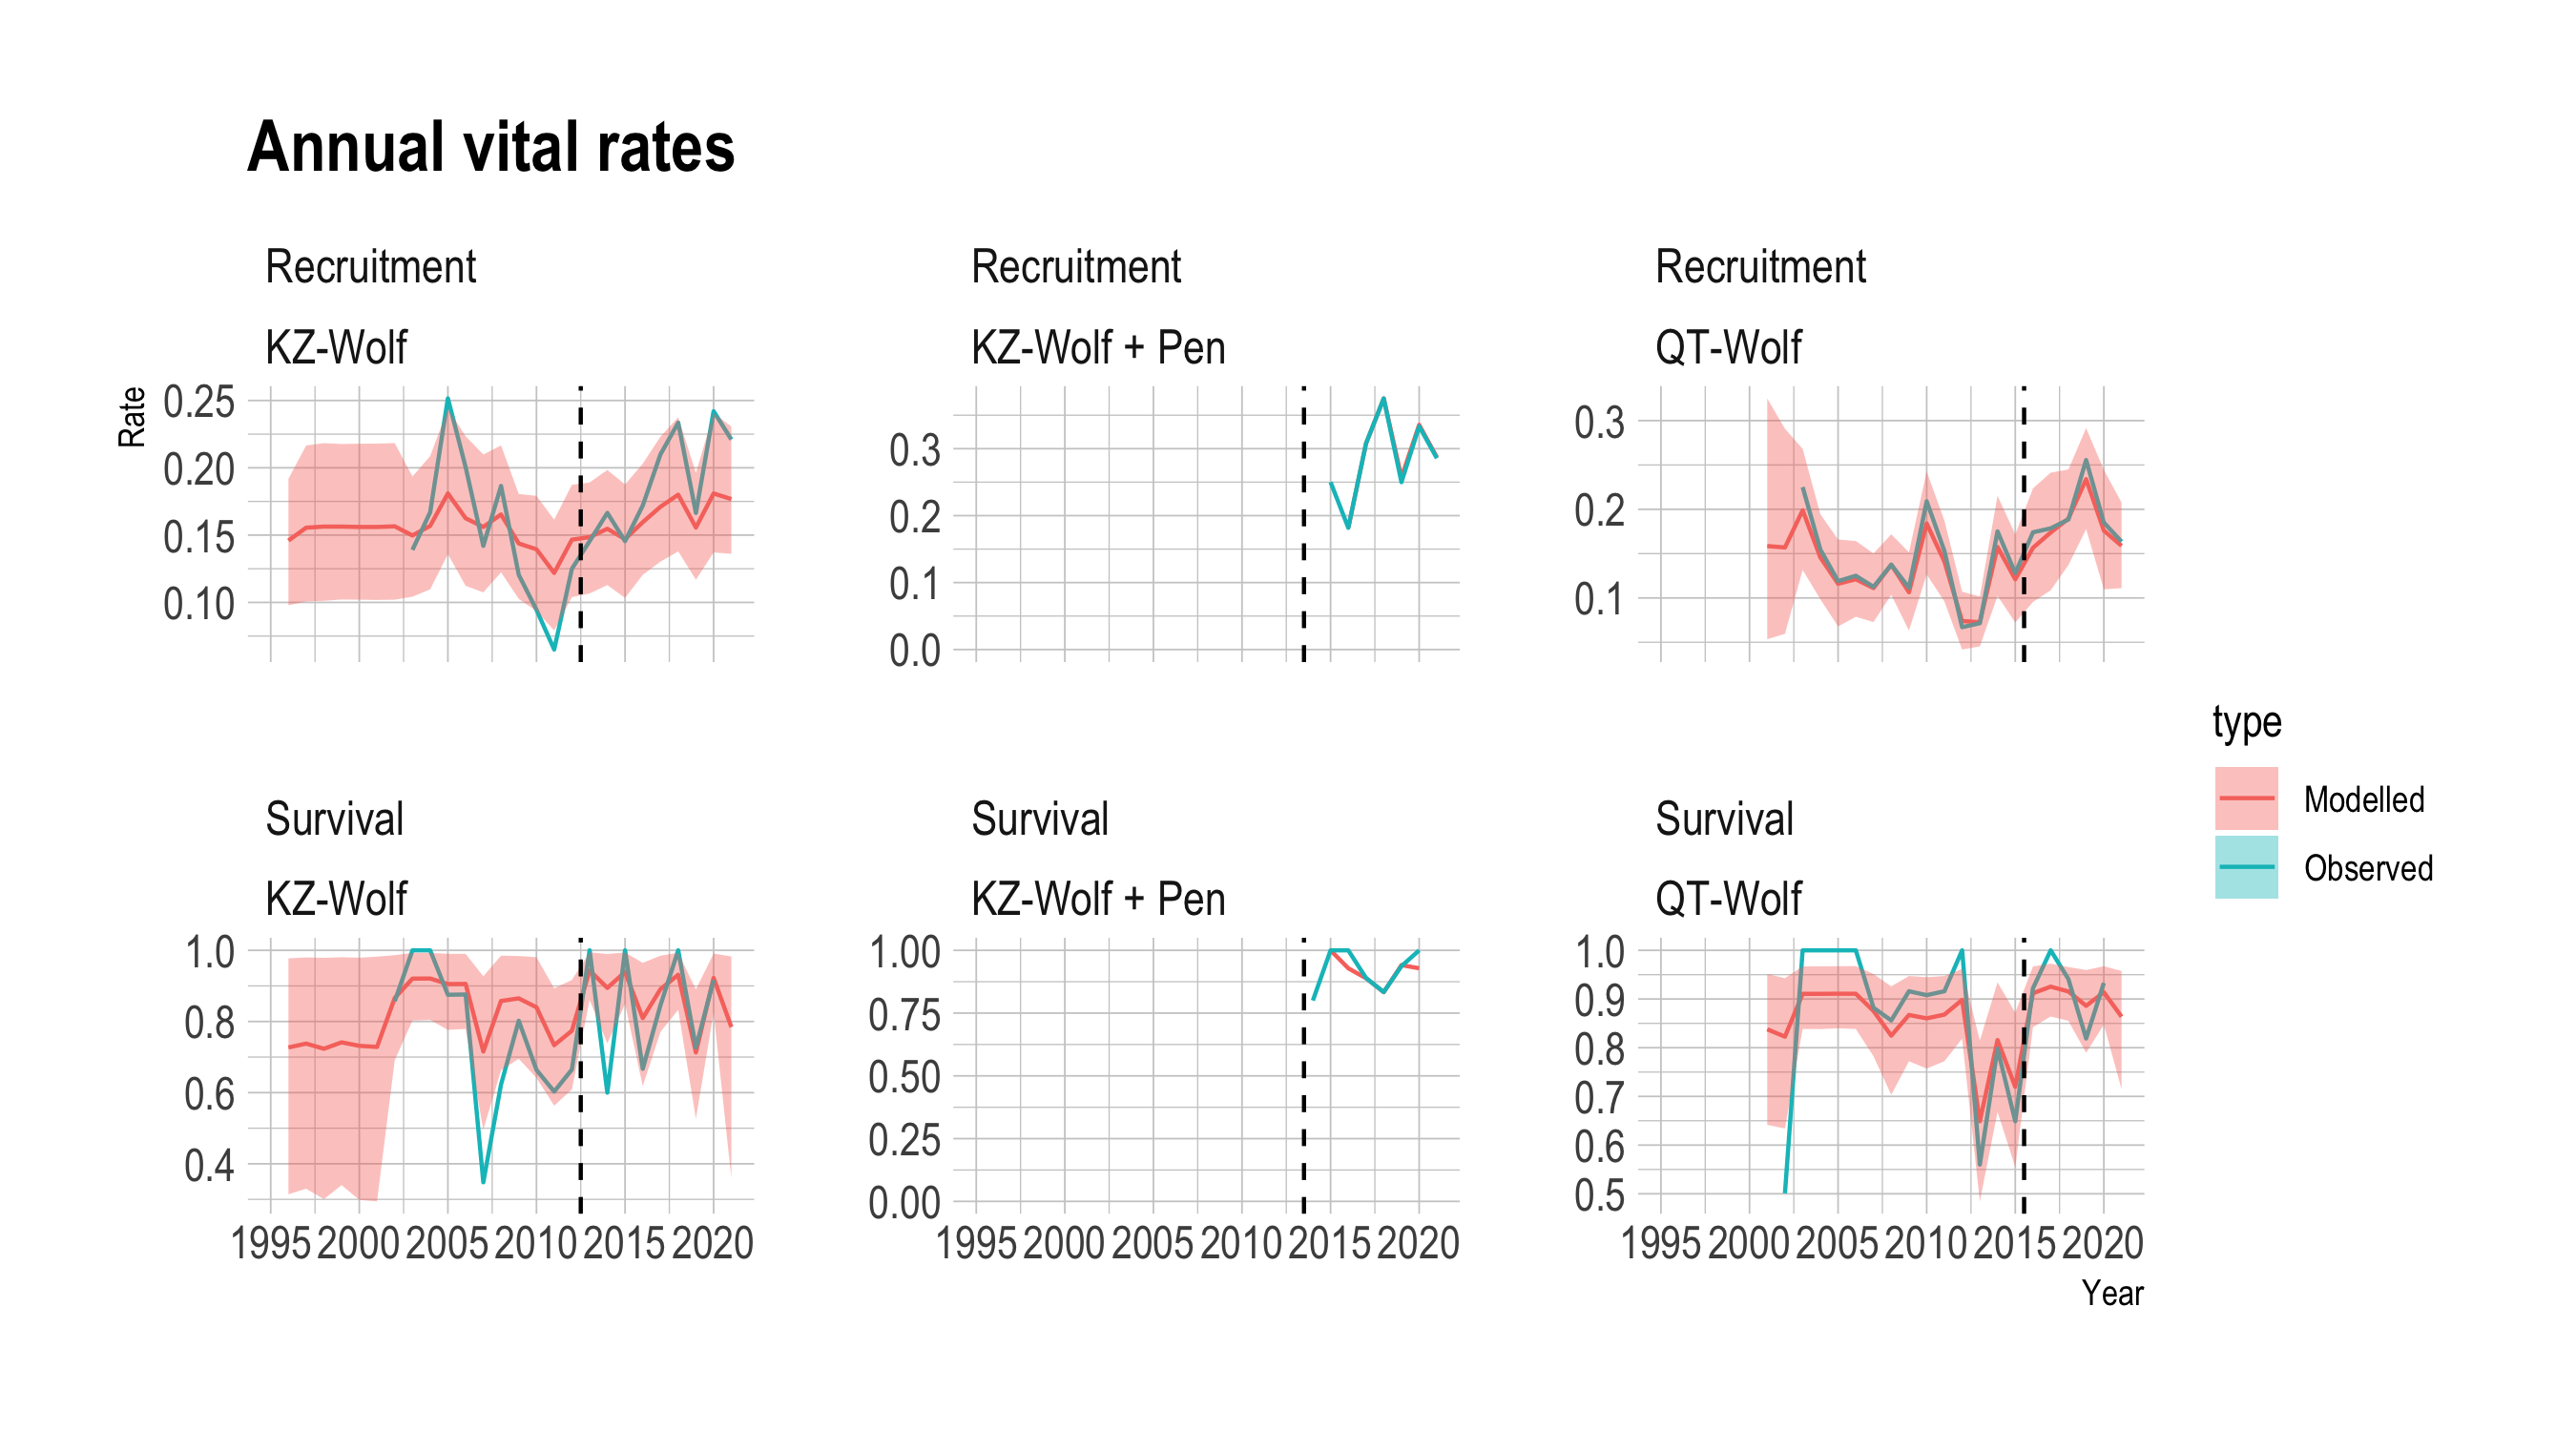 Annual vital rates
Recruitment
KZ-Wolf
Recruitment
KZ-Wolf + Pen
Recruitment
QT-Wolf
Rate
0.25
0.20
0.15
0.10
0.3
0.2
0.1
0.0
0.3
0.2
0.1
Survival
KZ-Wolf
Survival
KZ-Wolf + Pen
Survival
QT-Wolf
1.0
0.8
0.6
0.4
1.00
0.75
0.50
0.25
0.00
1.0
0.9
0.8
0.7
0.6
0.5
1995 2000 2005 2010 2015 2020
1995 2000 2005 2010 2015 2020
1995 2000 2005 2010 2015 2020
Year
type
Modelled
Observed